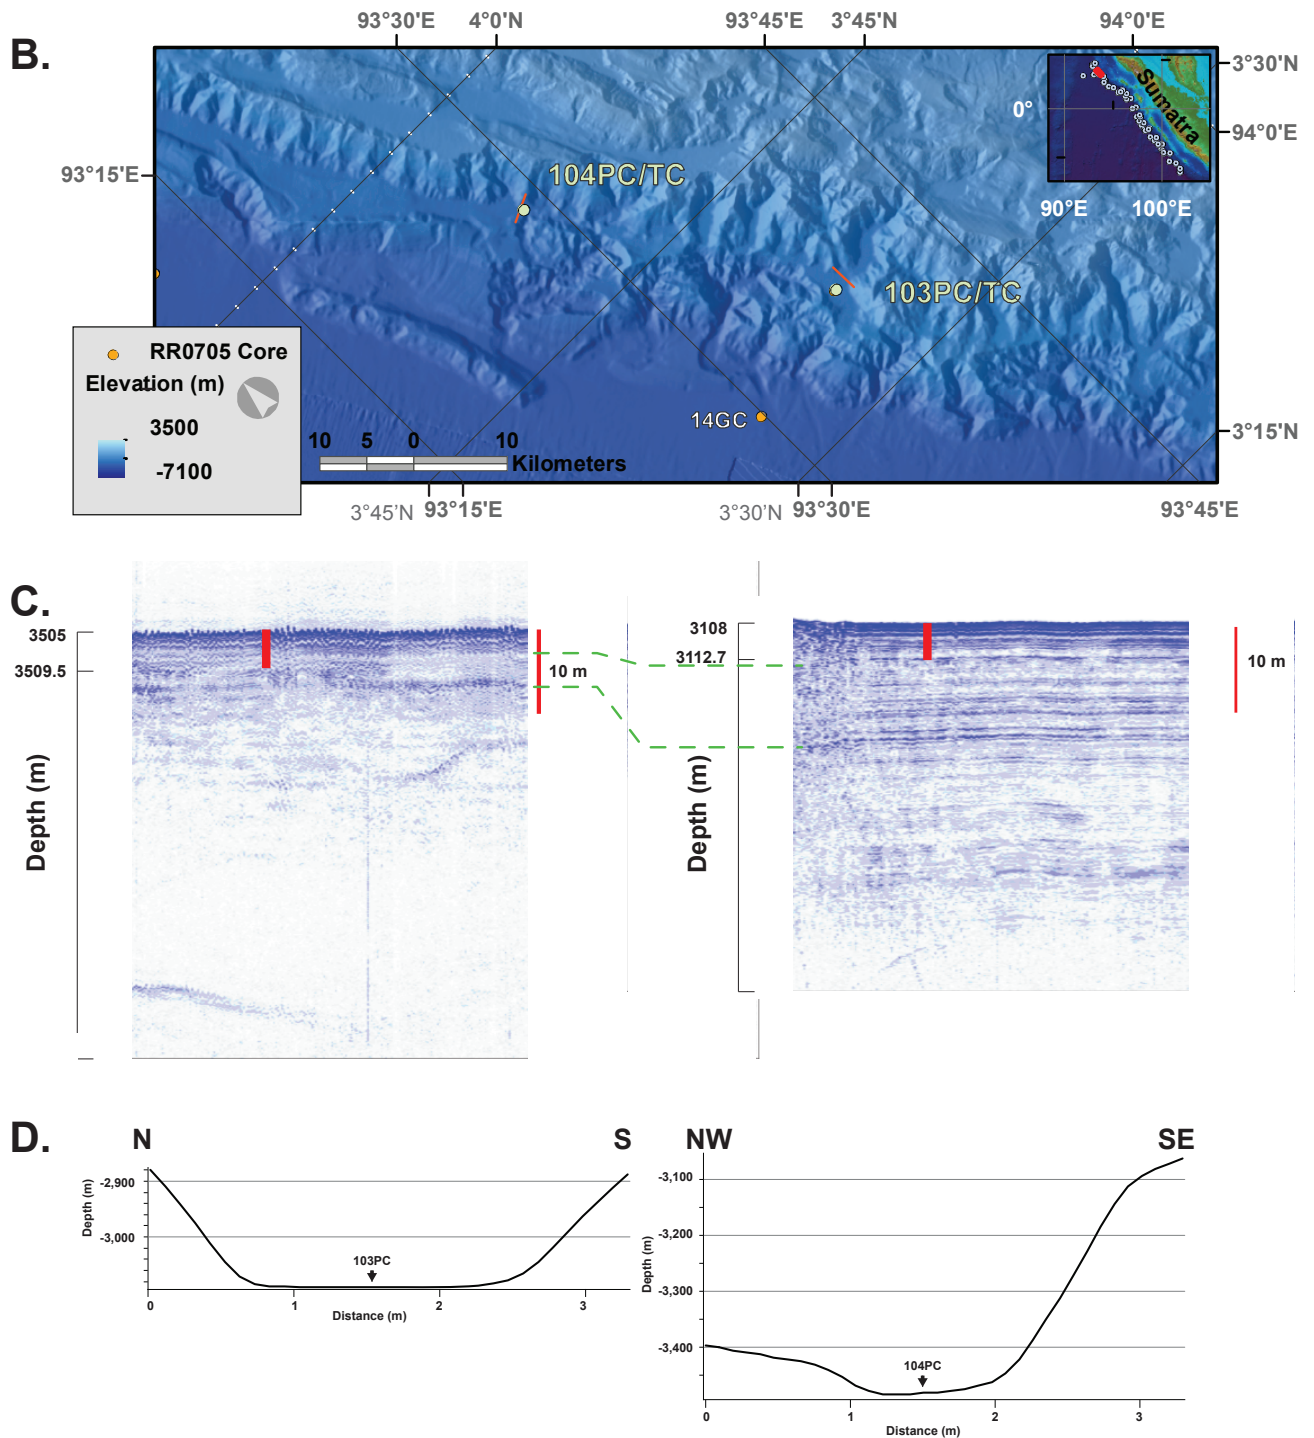 B.
93°30'E 4°0'N 93°45'E 3°45'N 94°0'E
3°30'N
Sumatra
0°
94°0'E
90°E 100°E
93°15'E
104PC/TC
103PC/TC
14GC
RR0705 Core
Elevation (m)
3500
-7100
10 5 0 10
Kilometers
3°15'N
3°45'N 93°15'E 3°30'N 93°30'E 93°45'E
C.
3505
3509.5
Depth (m)
10 m
3108
3112.7
Depth (m)
10 m
D.
N S
-2,900
-3,000
Depth (m)
103PC
0 1 2 3
Distance (m)
NW SE
-3,100
-3,200
-3,300
-3,400
Depth (m)
104PC
0 1 2 3
Distance (m)